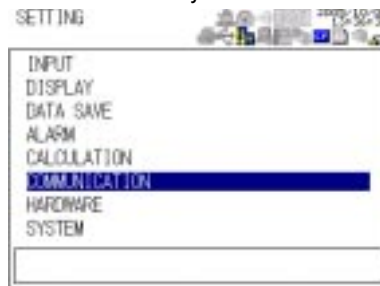 SETTING
INPUT
DISPLAY
DATA SAVE
ALARM
CALCULATION
COMMUNICATION
HARDWARE
SYSTEM